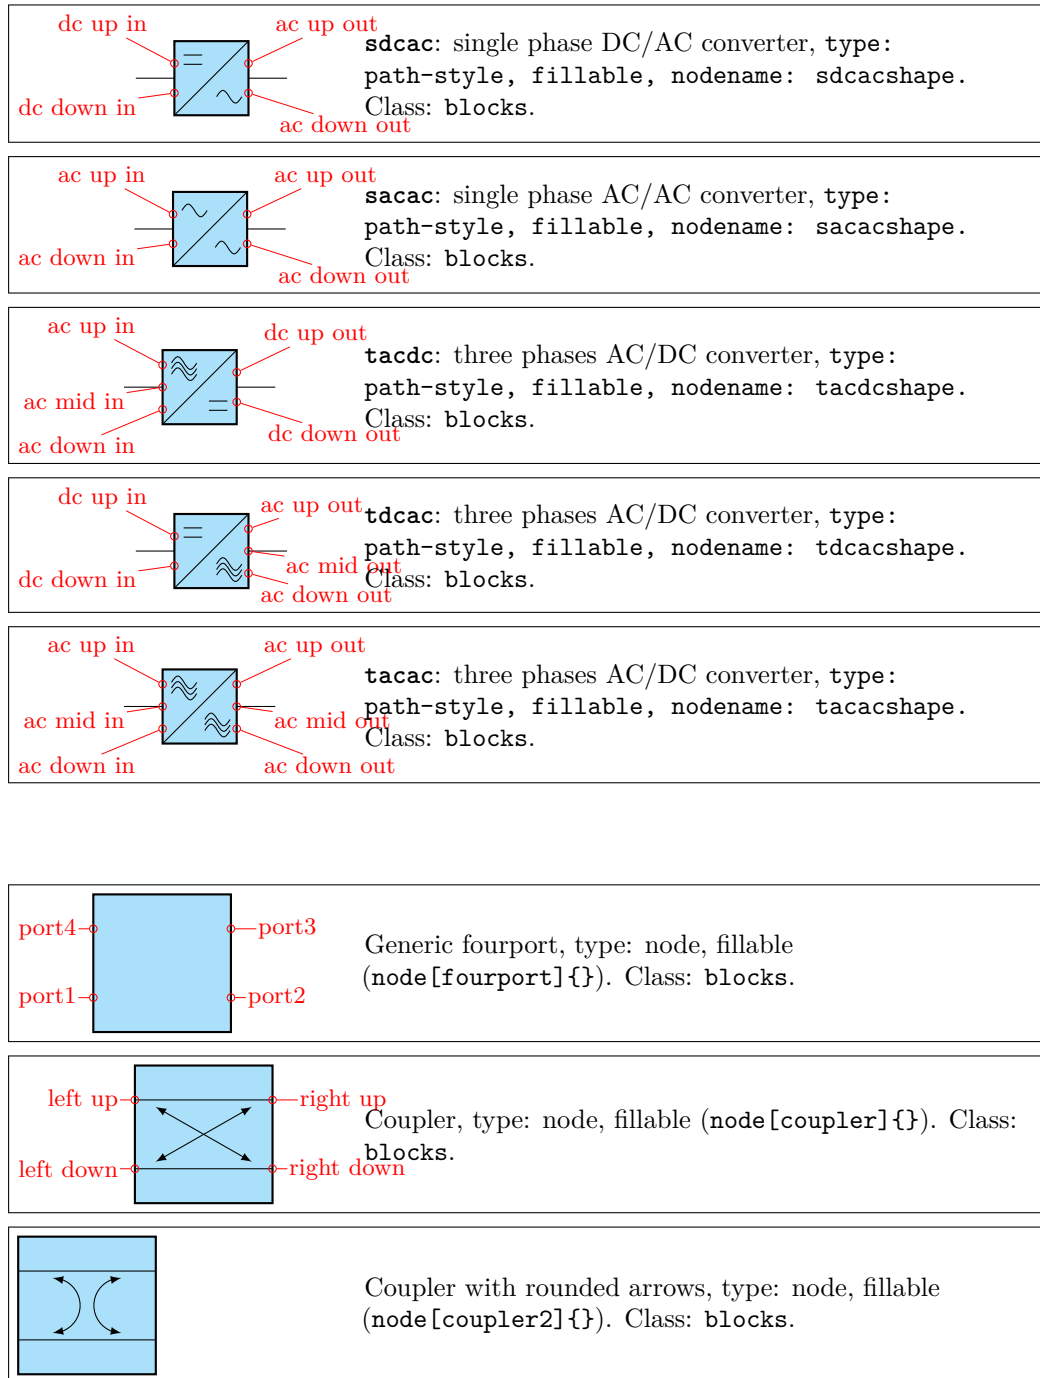 dc up in
ac up out
dc down in
ac down out
sdcac: single phase DC/AC converter, type:
path-style, fillable, nodename: sdcacshape.
Class: blocks.
ac up in
ac up out
ac down in
ac down out
sacac: single phase AC/AC converter, type:
path-style, fillable, nodename: sacacshape.
Class: blocks.
ac up in
dc up out
ac mid in
ac down in
dc down out
tacdc: three phases AC/DC converter, type:
path-style, fillable, nodename: tacdcshape.
Class: blocks.
dc up in
ac up out
ac mid out
dc down in
ac down out
tdcac: three phases AC/DC converter, type:
path-style, fillable, nodename: tdcacshape.
Class: blocks.
ac up in
ac up out
ac mid in
ac mid out
ac down in
ac down out
tacac: three phases AC/DC converter, type:
path-style, fillable, nodename: tacacshape.
Class: blocks.
port4
port3
port1
port2
Generic fourport, type: node, fillable
(node[fourport]{}). Class: blocks.
left up
right up
left down
right down
Coupler, type: node, fillable (node[coupler]{}). Class:
blocks.
Coupler with rounded arrows, type: node, fillable
(node[coupler2]{}). Class: blocks.